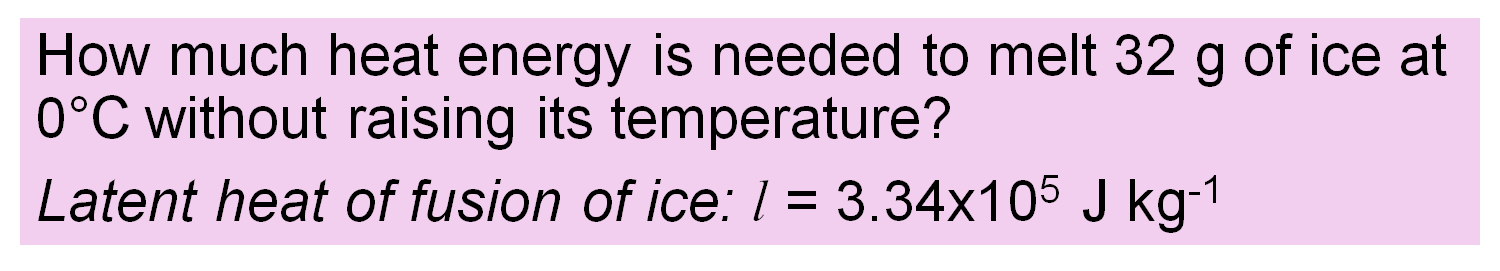 How much heat energy is needed to melt 32 g of ice at
0°C without raising its temperature?
Latent heat of fusion of ice: l = 3.34x10⁵ J kg⁻¹